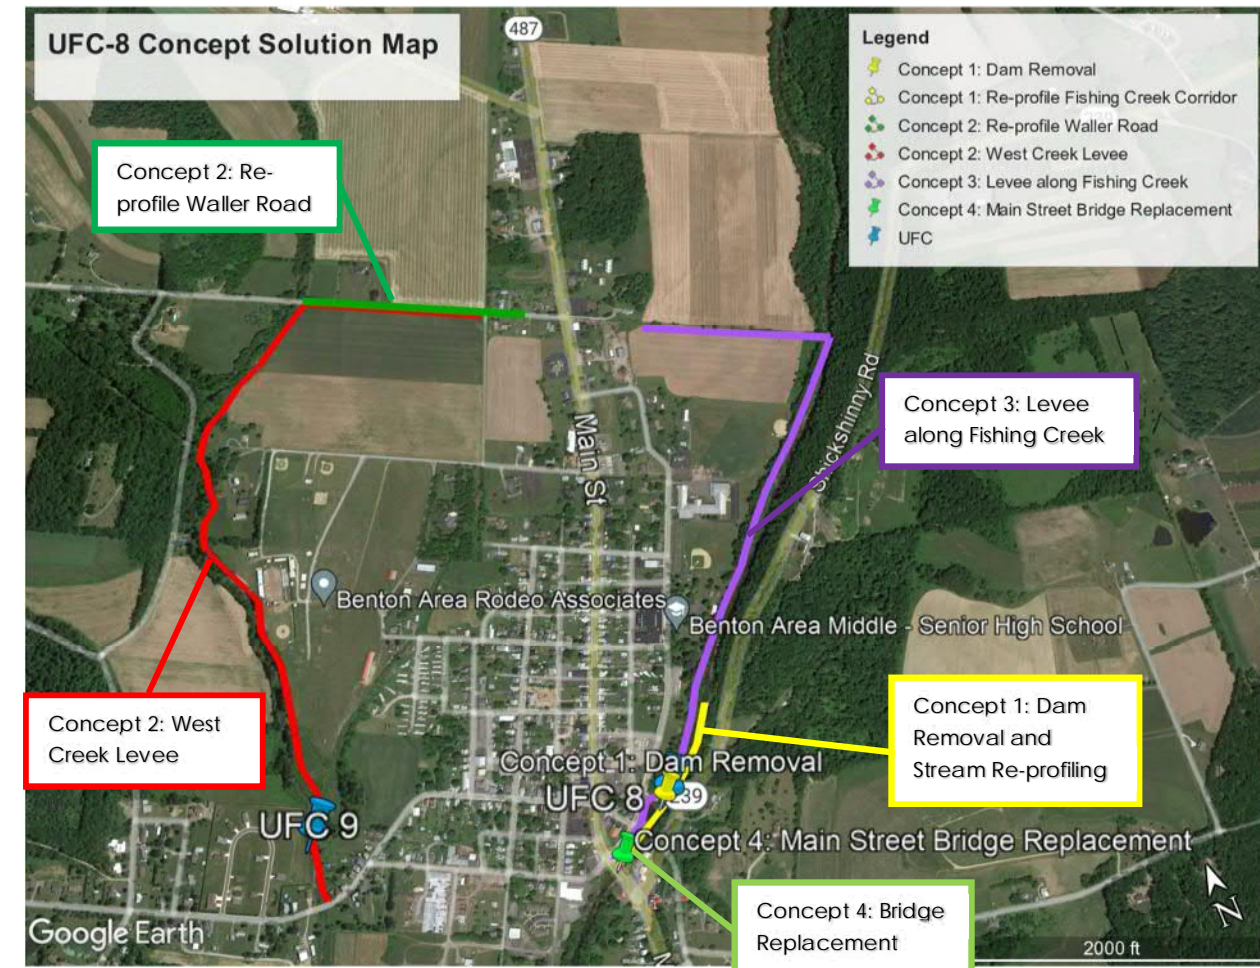 UFC-8 Concept Solution Map
487
Legend
Concept 1: Dam Removal
Concept 1: Re-profile Fishing Creek Corridor
Concept 2: Re-profile Waller Road
Concept 2: West Creek Levee
Concept 3: Levee along Fishing Creek
Concept 4: Main Street Bridge Replacement
UFC
Concept 2: Re-
profile Waller Road
Concept 3: Levee
along Fishing Creek
Shickshinny Rd
Main St
Benton Area Rodeo Associates
Benton Area Middle - Senior High School
Concept 2: West
Creek Levee
Concept 1: Dam
Removal and
Stream Re-profiling
Concept 1: Dam Removal
UFC 8
239
UFC 9
Concept 4: Main Street Bridge Replacement
Concept 4: Bridge
Replacement
N
Google Earth
2000 ft